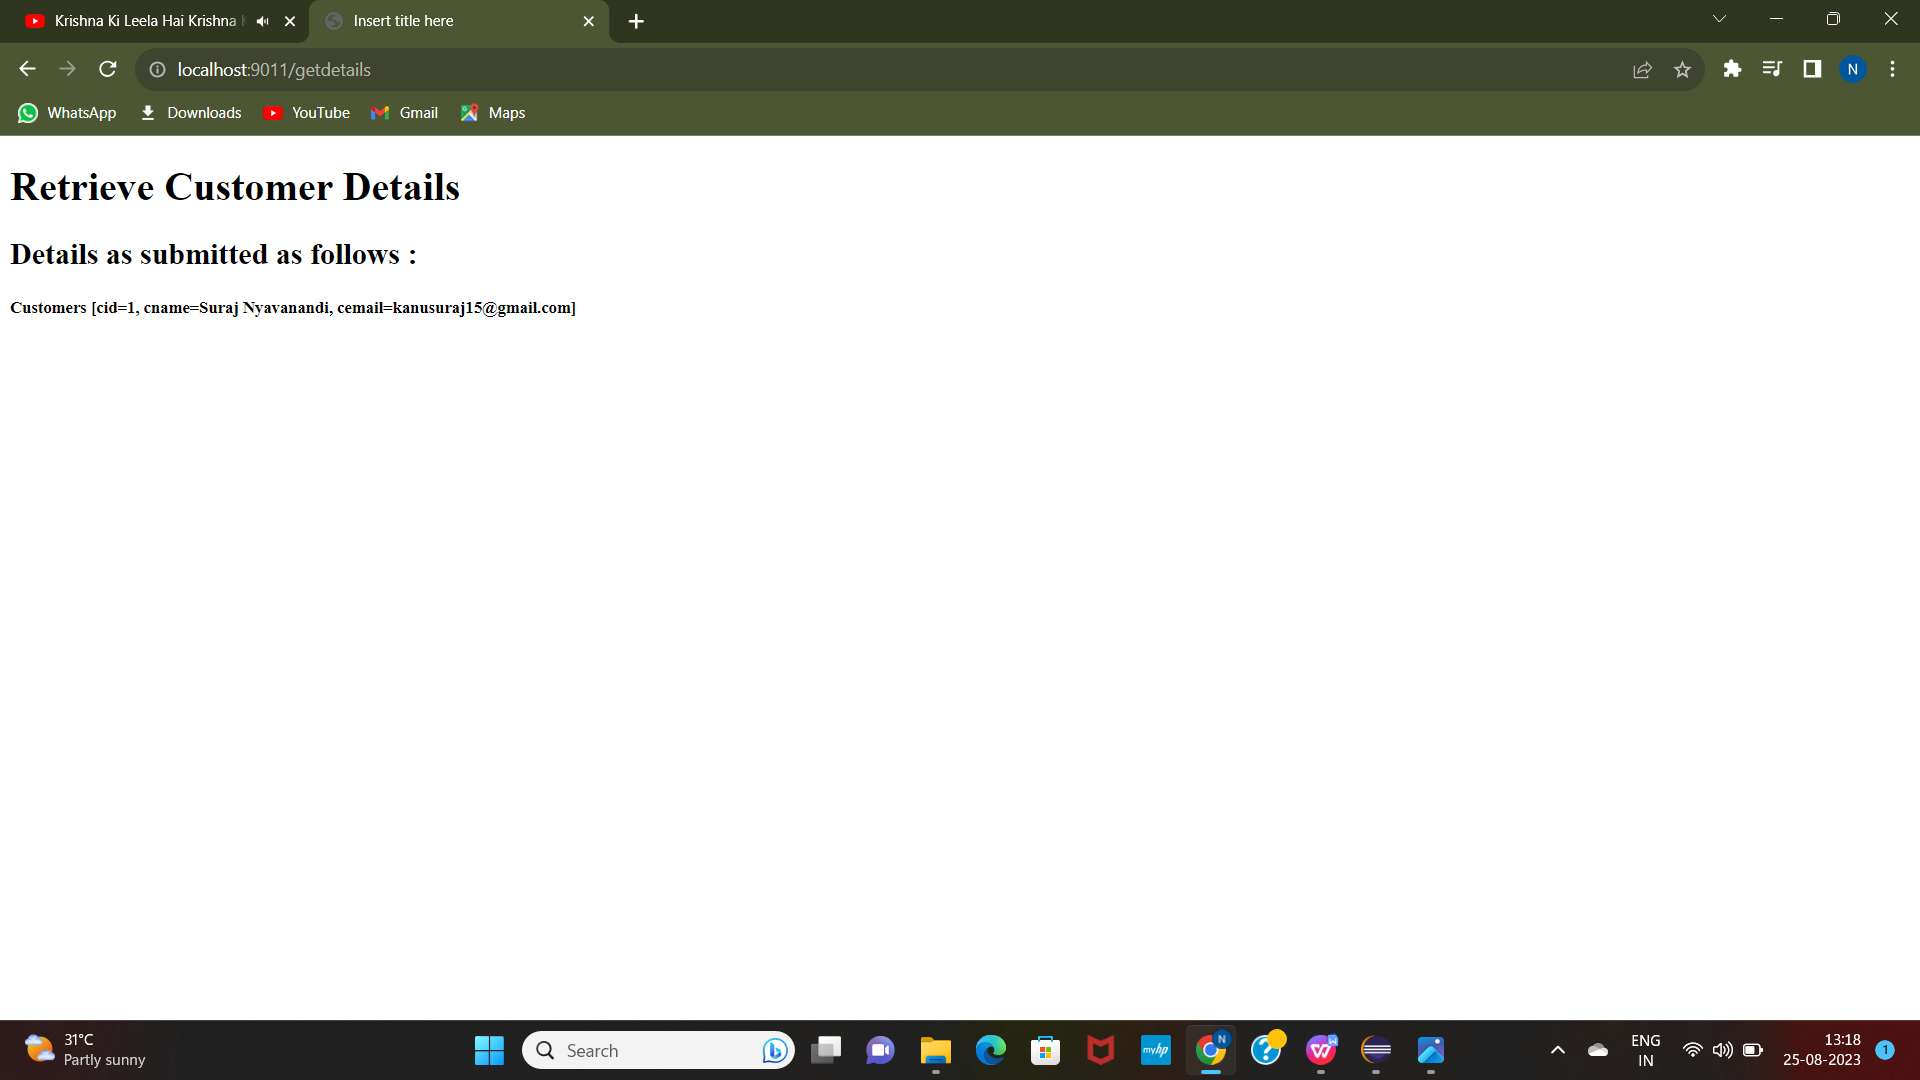 Krishna Ki Leela Hai Krishna
Insert title here
localhost:9011/getdetails
N
WhatsApp
Downloads
YouTube
Gmail
Maps
Retrieve Customer Details
Details as submitted as follows :
Customers [cid=1, cname=Suraj Nyavanandi, cemail=kanusuraj15@gmail.com]
31°C
Partly sunny
Search
myhp
N
ENG
IN
13:18
25-08-2023
1